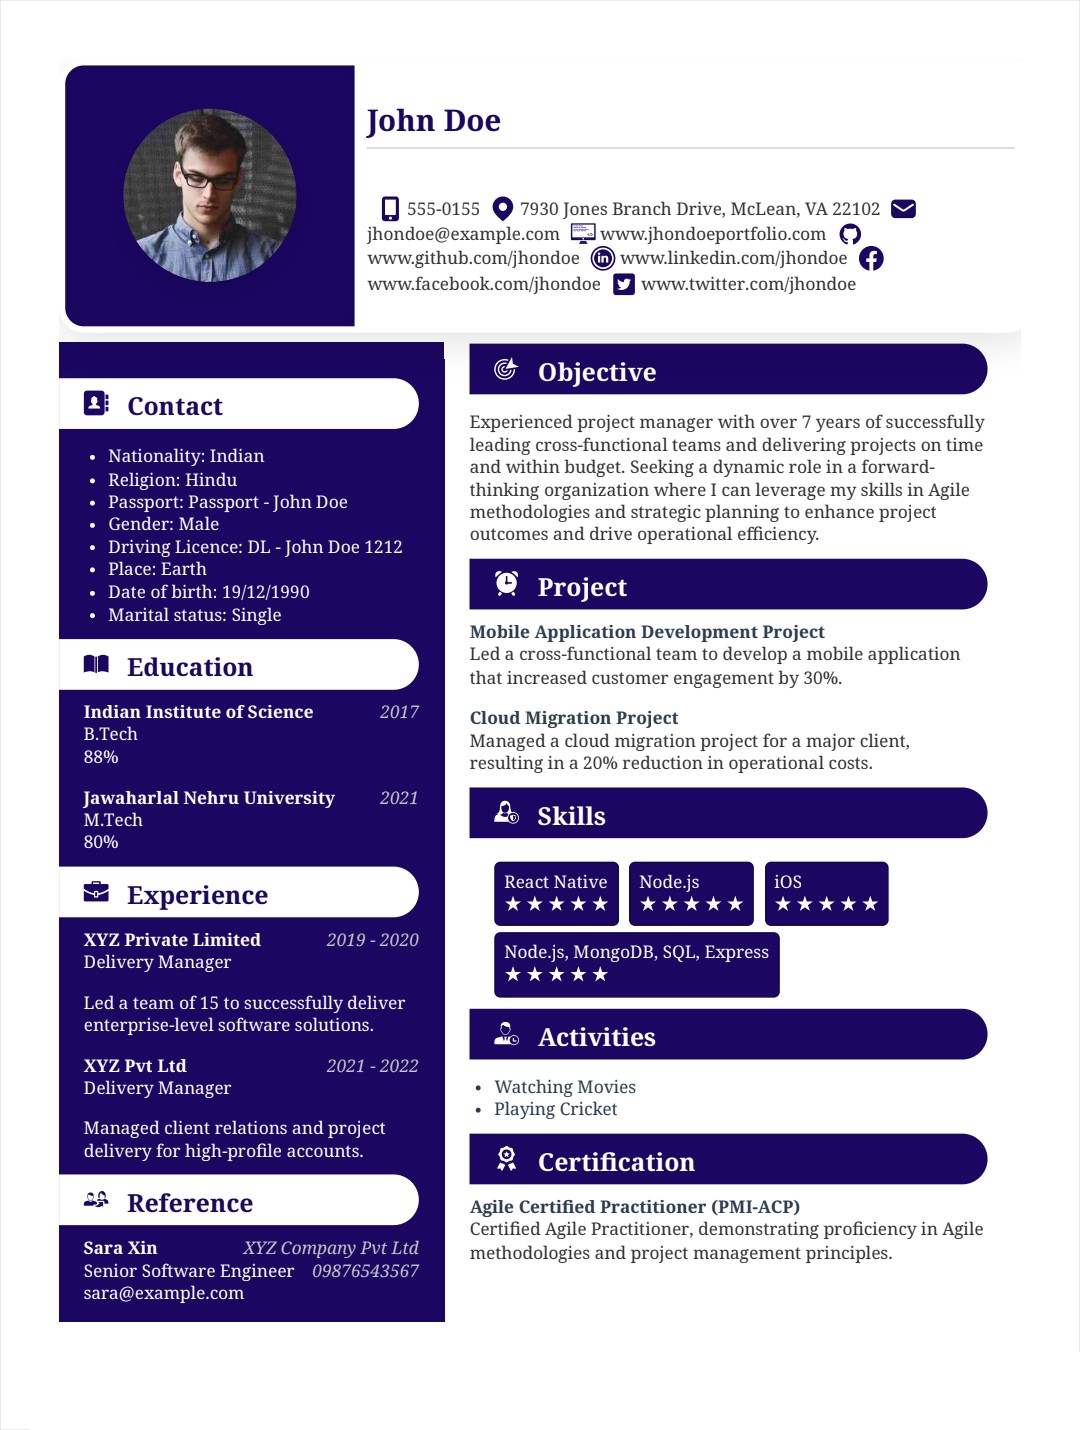 John Doe
555-0155 7930 Jones Branch Drive, McLean, VA 22102
jhondoe@example.com www.jhondoeportfolio.com
www.github.com/jhondoe www.linkedin.com/jhondoe
www.facebook.com/jhondoe www.twitter.com/jhondoe
Contact
• Nationality: Indian
• Religion: Hindu
• Passport: Passport - John Doe
• Gender: Male
• Driving Licence: DL - John Doe 1212
• Place: Earth
• Date of birth: 19/12/1990
• Marital status: Single
Education
Indian Institute of Science 2017
B.Tech
88%
Jawaharlal Nehru University 2021
M.Tech
80%
Experience
XYZ Private Limited 2019 - 2020
Delivery Manager
Led a team of 15 to successfully deliver
enterprise-level software solutions.
XYZ Pvt Ltd 2021 - 2022
Delivery Manager
Managed client relations and project
delivery for high-profile accounts.
Reference
Sara Xin XYZ Company Pvt Ltd
Senior Software Engineer 09876543567
sara@example.com
Objective
Experienced project manager with over 7 years of successfully
leading cross-functional teams and delivering projects on time
and within budget. Seeking a dynamic role in a forward-
thinking organization where I can leverage my skills in Agile
methodologies and strategic planning to enhance project
outcomes and drive operational efficiency.
Project
Mobile Application Development Project
Led a cross-functional team to develop a mobile application
that increased customer engagement by 30%.
Cloud Migration Project
Managed a cloud migration project for a major client,
resulting in a 20% reduction in operational costs.
Skills
React Native Node.js iOS
★★★★★ ★★★★★ ★★★★★
Node.js, MongoDB, SQL, Express
★★★★★
Activities
• Watching Movies
• Playing Cricket
Certification
Agile Certified Practitioner (PMI-ACP)
Certified Agile Practitioner, demonstrating proficiency in Agile
methodologies and project management principles.